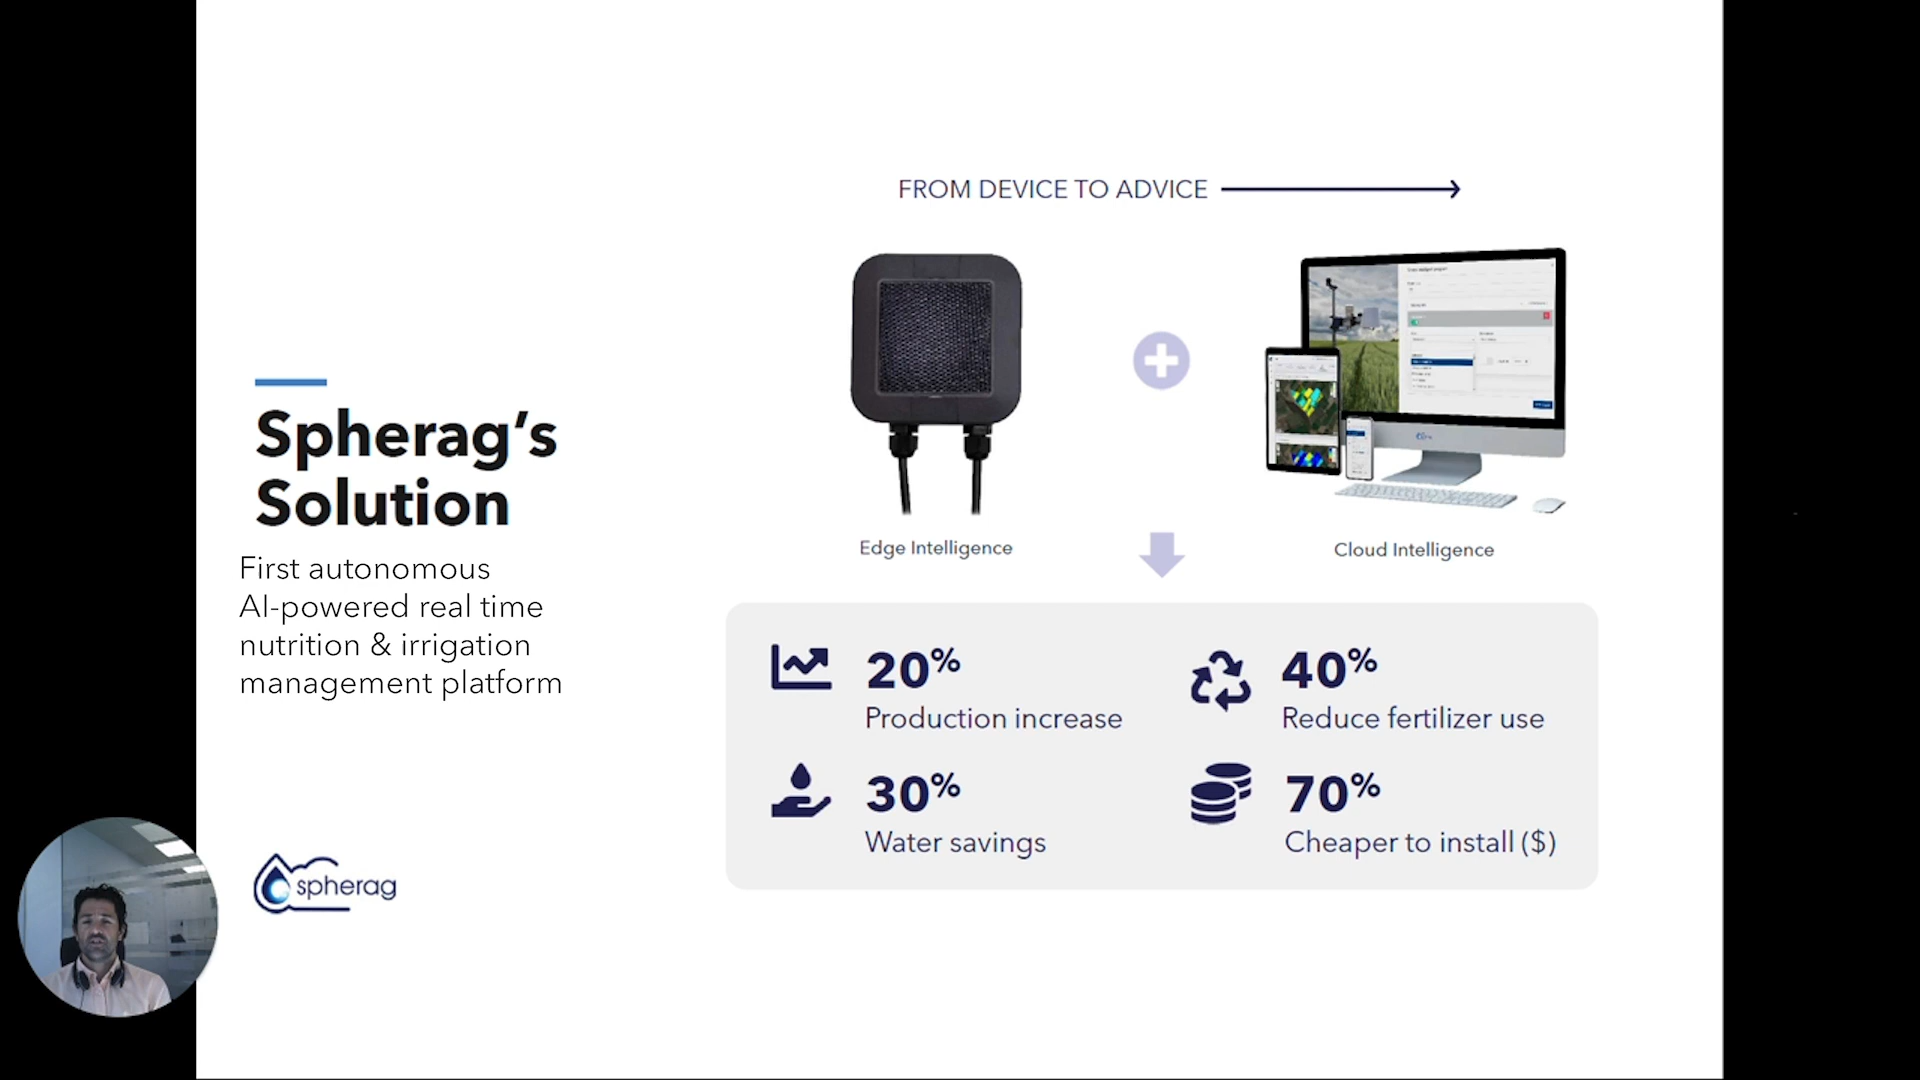 FROM DEVICE TO ADVICE
Spherag's
Solution
First autonomous
AI-powered real time
nutrition & irrigation
management platform
Edge Intelligence
Cloud Intelligence
20%
Production increase
40%
Reduce fertilizer use
30%
Water savings
70%
Cheaper to install ($)
spherag